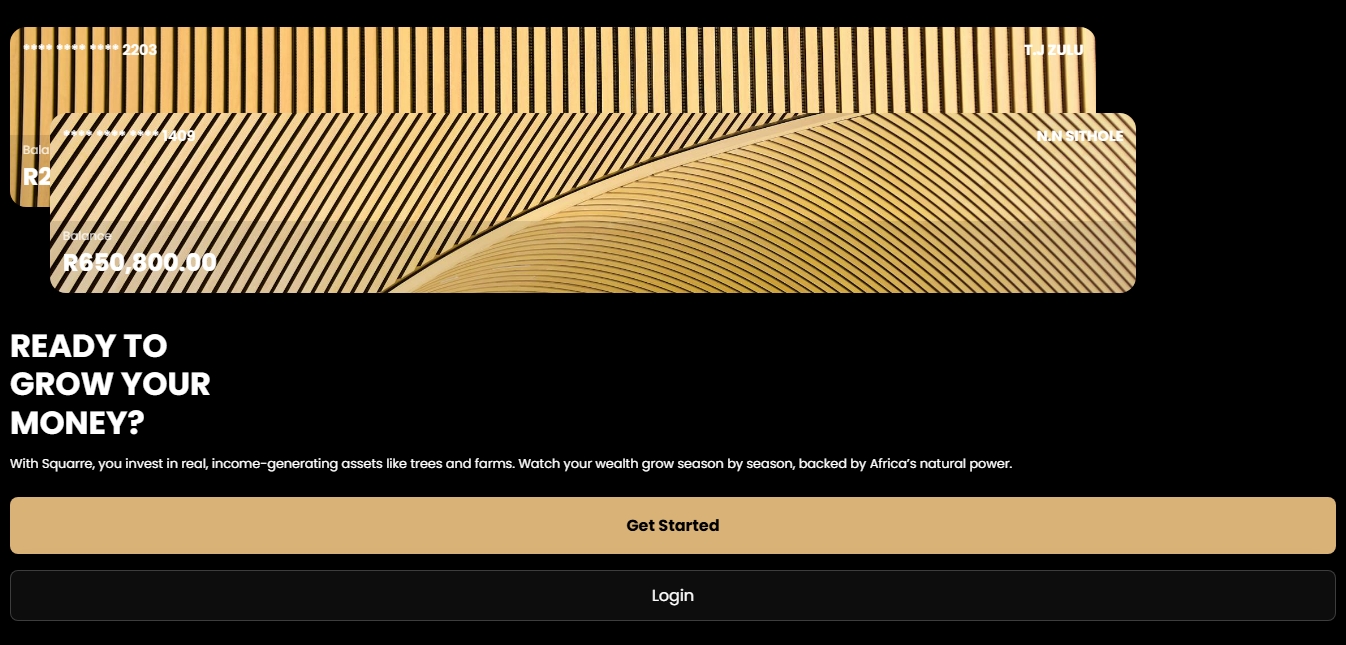 **** **** **** 2203 T.J ZULU
**** **** **** 1409 N.N SITHOLE
Bala
R2
Balance
R650,800.00
READY TO
GROW YOUR
MONEY?
With Squarre, you invest in real, income-generating assets like trees and farms. Watch your wealth grow season by season, backed by Africa’s natural power.
Get Started
Login